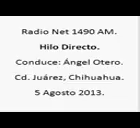 Radio Net 1490 AM.
Hilo Directo.
Conduce: Ángel Otero.
Cd. Juárez, Chihuahua.
5 Agosto 2013.